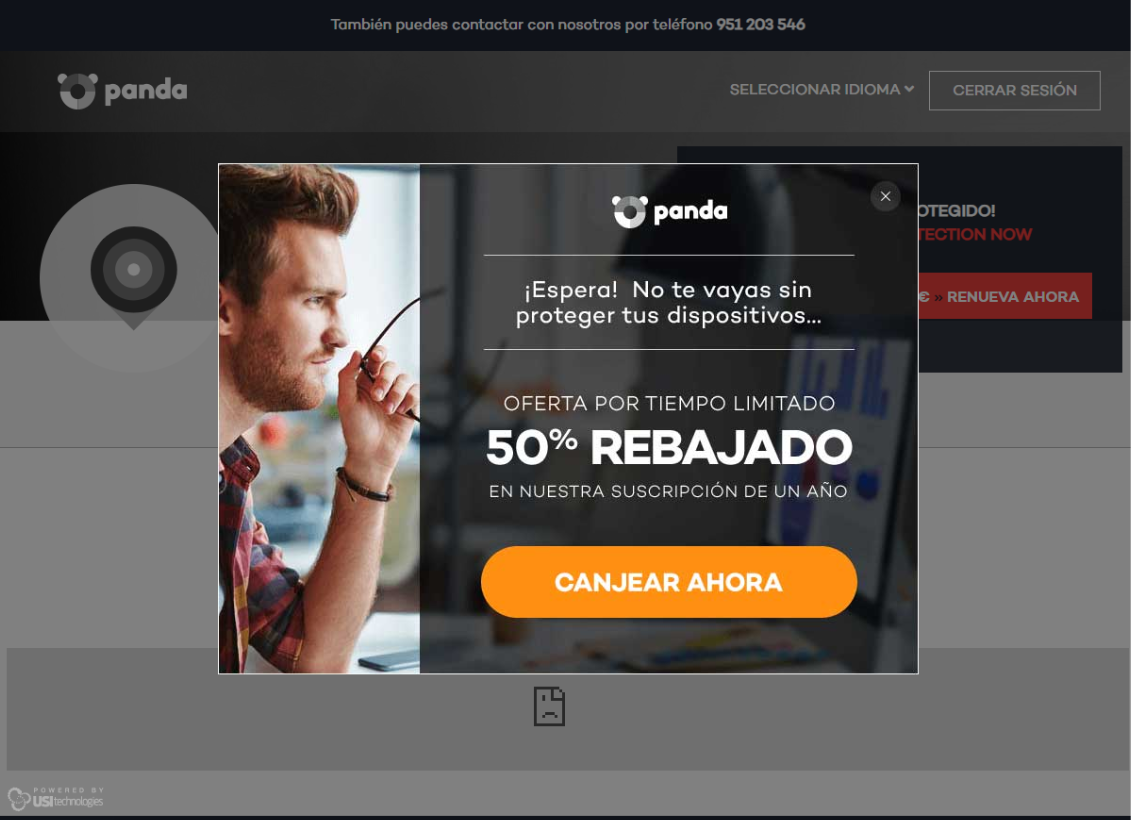 También puedes contactar con nosotros por teléfono 951 203 546
panda
SELECCIONAR IDIOMA
CERRAR SESIÓN
panda
OTEGIDO!
TECTION NOW
¡Espera! No te vayas sin
proteger tus dispositivos...
€ » RENUEVA AHORA
OFERTA POR TIEMPO LIMITADO
50% REBAJADO
EN NUESTRA SUSCRIPCIÓN DE UN AÑO
CANJEAR AHORA
POWERED BY
USI technologies